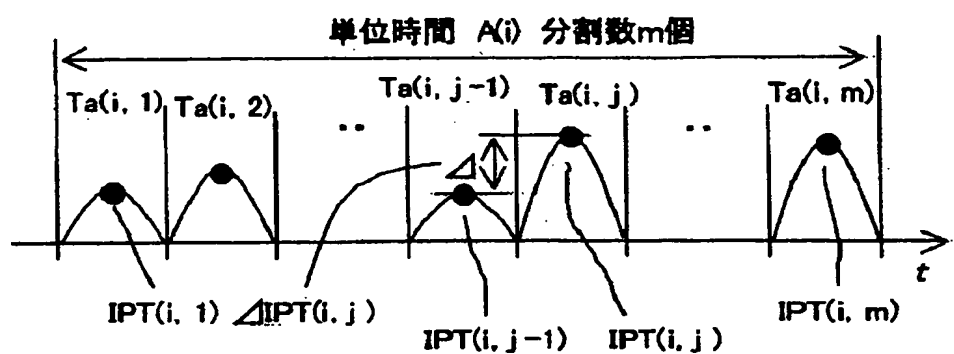 単位時間 A(i) 分割数m個
Ta(i, 1) Ta(i, 2) ・・ Ta(i, j-1) Ta(i, j) ・・ Ta(i, m)
⊿
IPT(i, 1) ⊿IPT(i, j) IPT(i, j-1) IPT(i, j) IPT(i, m)
t